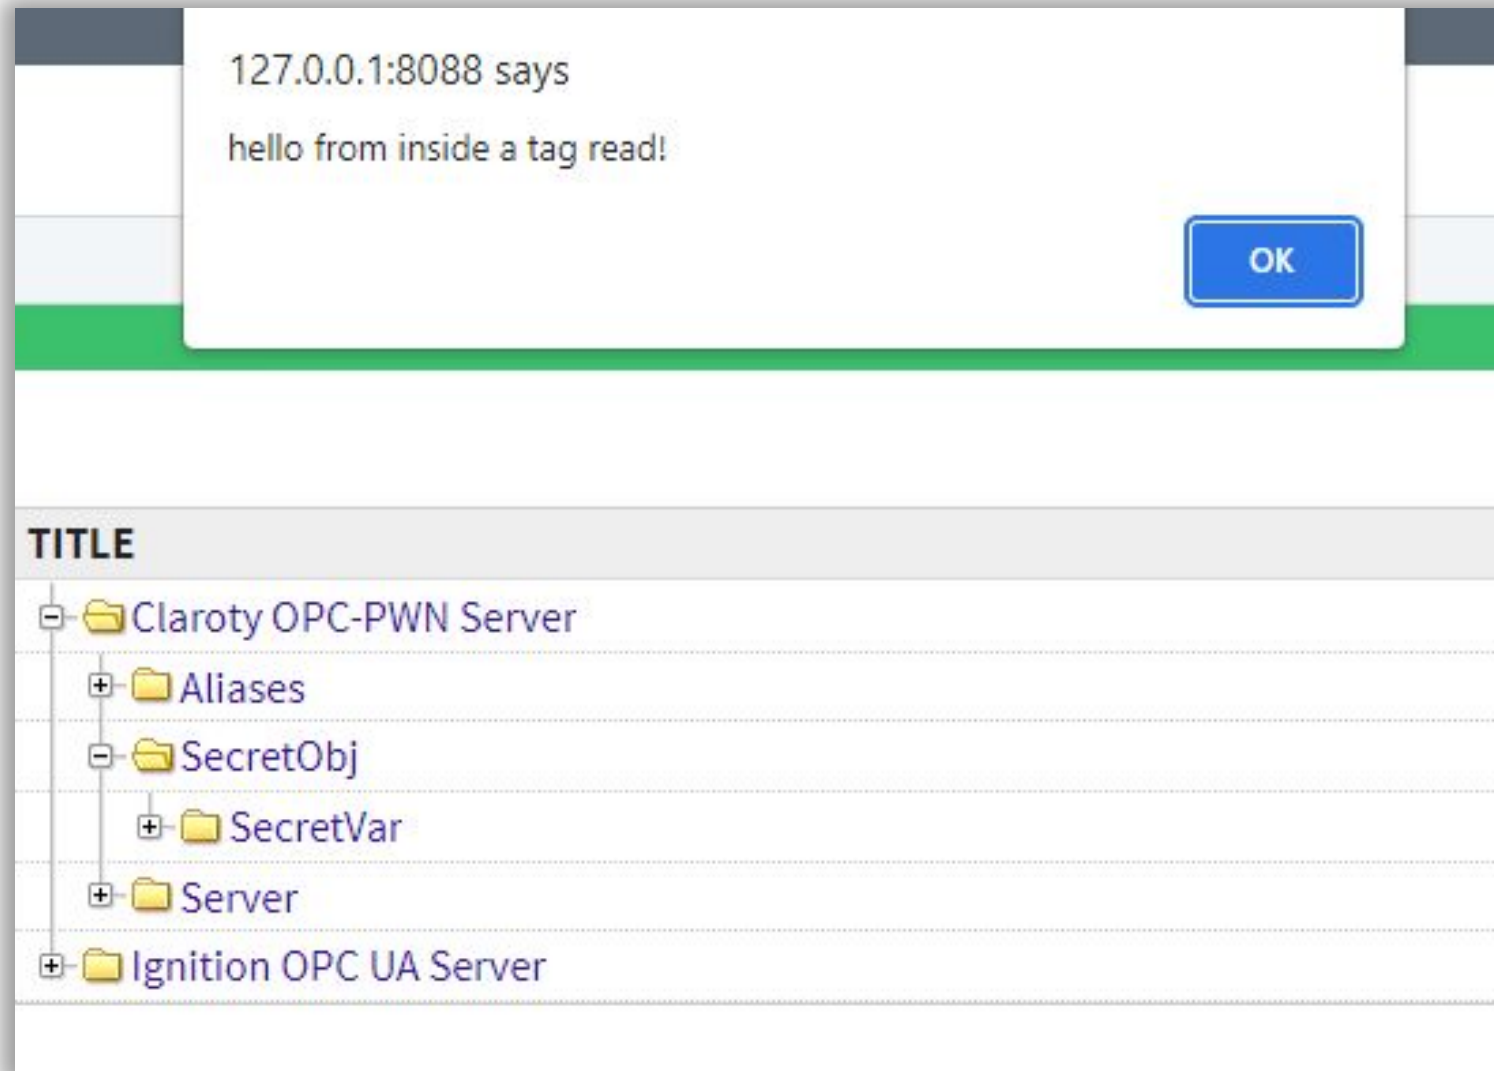 127.0.0.1:8088 says
hello from inside a tag read!
OK
TITLE
Claroty OPC-PWN Server
Aliases
SecretObj
SecretVar
Server
Ignition OPC UA Server